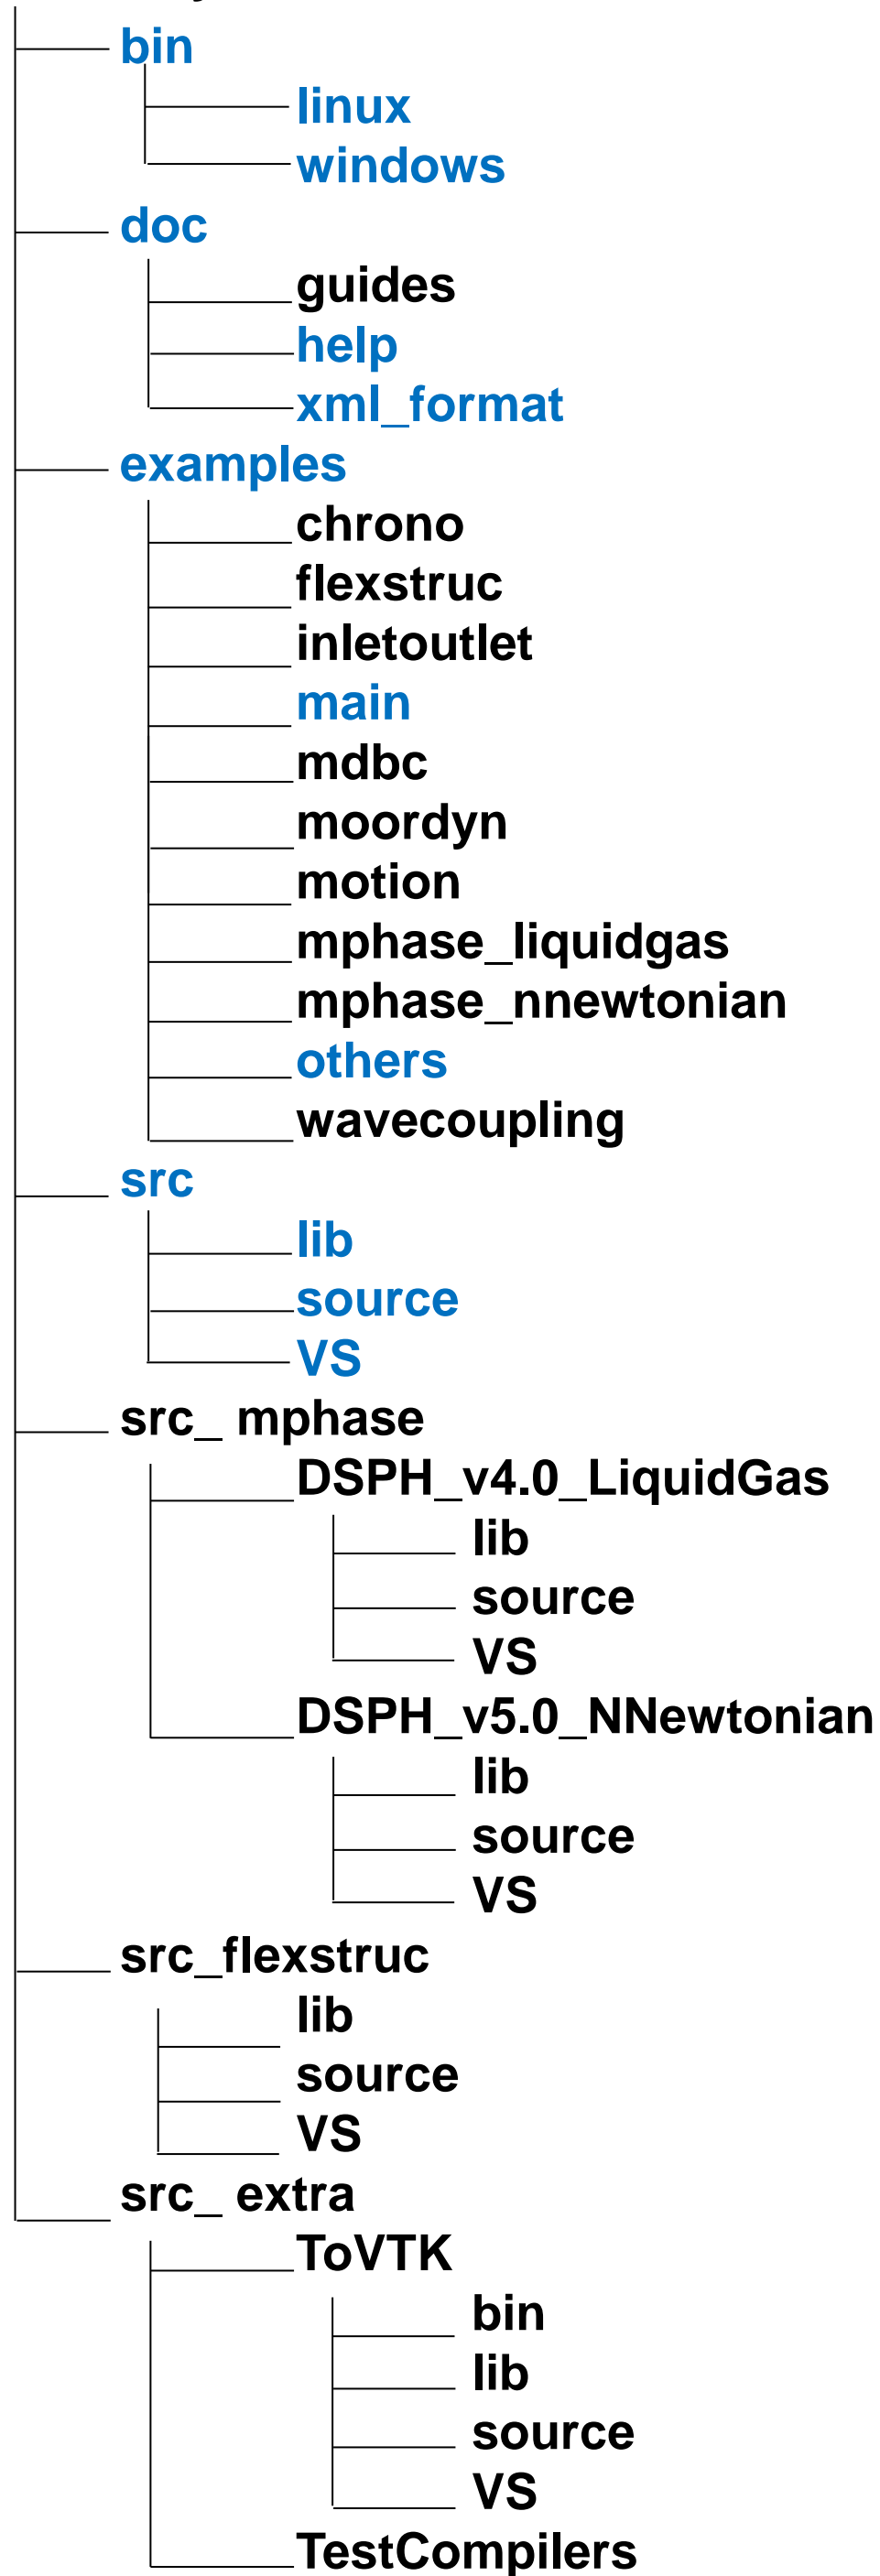 bin
linux
windows
doc
guides
help
xml_format
examples
chrono
flexstruc
inletoutlet
main
mdbc
moordyn
motion
mphase_liquidgas
mphase_nnewtonian
others
wavecoupling
src
lib
source
VS
src_ mphase
DSPH_v4.0_LiquidGas
lib
source
VS
DSPH_v5.0_NNewtonian
lib
source
VS
src_flexstruc
lib
source
VS
src_ extra
ToVTK
bin
lib
source
VS
TestCompilers